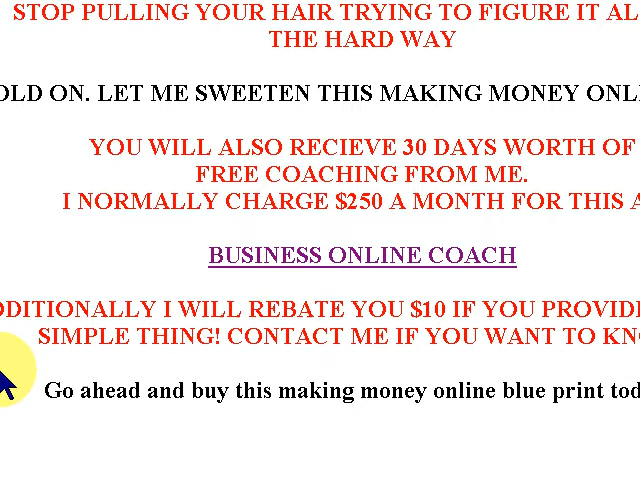 STOP PULLING YOUR HAIR TRYING TO FIGURE IT AL
THE HARD WAY
OLD ON. LET ME SWEETEN THIS MAKING MONEY ONL
YOU WILL ALSO RECIEVE 30 DAYS WORTH OF
FREE COACHING FROM ME.
I NORMALLY CHARGE $250 A MONTH FOR THIS A
BUSINESS ONLINE COACH
DDITIONALLY I WILL REBATE YOU $10 IF YOU PROVID
SIMPLE THING! CONTACT ME IF YOU WANT TO KN
Go ahead and buy this making money online blue print tod